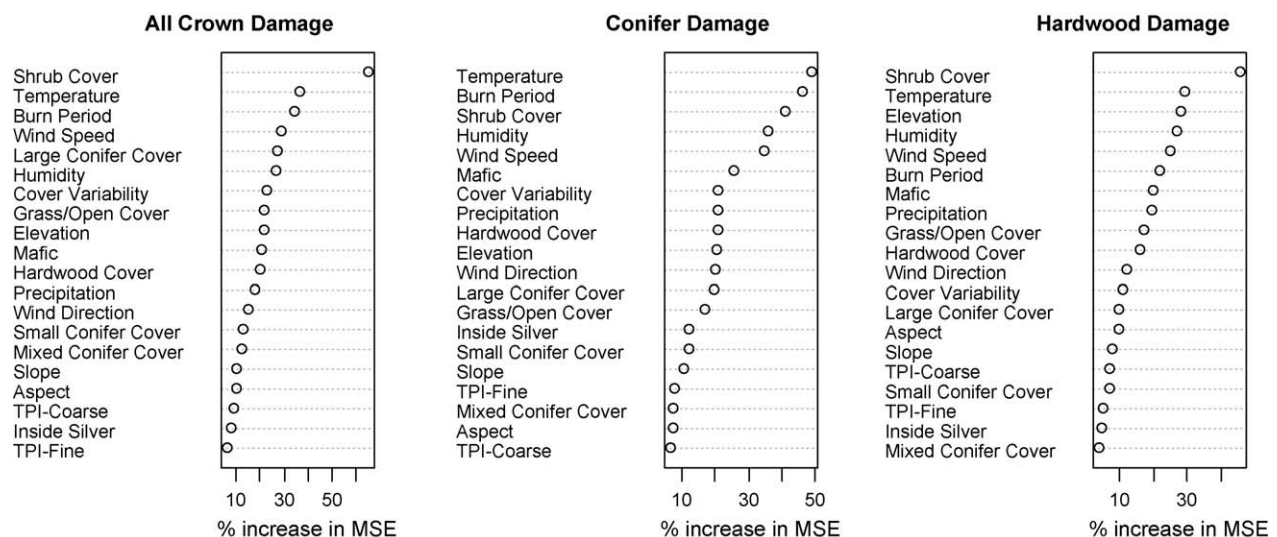 All Crown Damage
Shrub Cover
Temperature
Burn Period
Wind Speed
Large Conifer Cover
Humidity
Cover Variability
Grass/Open Cover
Elevation
Mafic
Hardwood Cover
Precipitation
Wind Direction
Small Conifer Cover
Mixed Conifer Cover
Slope
Aspect
TPI-Coarse
Inside Silver
TPI-Fine
10 30 50
% increase in MSE
Conifer Damage
Temperature
Burn Period
Shrub Cover
Humidity
Wind Speed
Mafic
Cover Variability
Precipitation
Hardwood Cover
Elevation
Wind Direction
Large Conifer Cover
Grass/Open Cover
Inside Silver
Small Conifer Cover
Slope
TPI-Fine
Mixed Conifer Cover
Aspect
TPI-Coarse
10 30 50
% increase in MSE
Hardwood Damage
Shrub Cover
Temperature
Elevation
Humidity
Wind Speed
Burn Period
Mafic
Precipitation
Grass/Open Cover
Hardwood Cover
Wind Direction
Cover Variability
Large Conifer Cover
Aspect
Slope
TPI-Coarse
Small Conifer Cover
TPI-Fine
Inside Silver
Mixed Conifer Cover
10 30
% increase in MSE